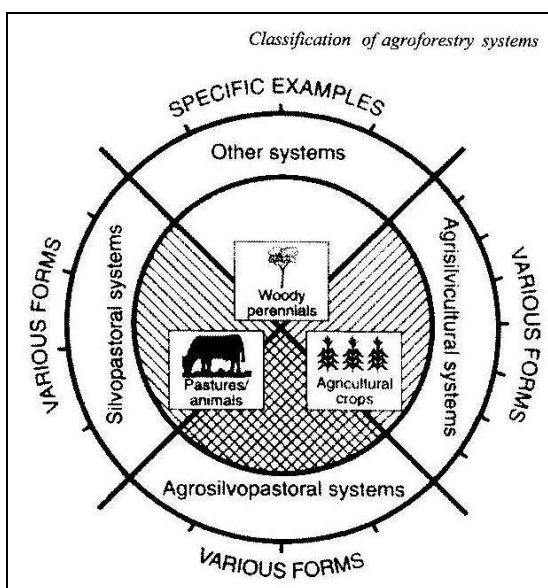 Classification of agroforestry systems
SPECIFIC EXAMPLES
Other systems
VARIOUS FORMS
Silvopastoral systems
Woody
perennials
Pastures/
animals
Agricultural
crops
Agrisilvicultural systems
VARIOUS FORMS
Agrosilvopastoral systems
VARIOUS FORMS